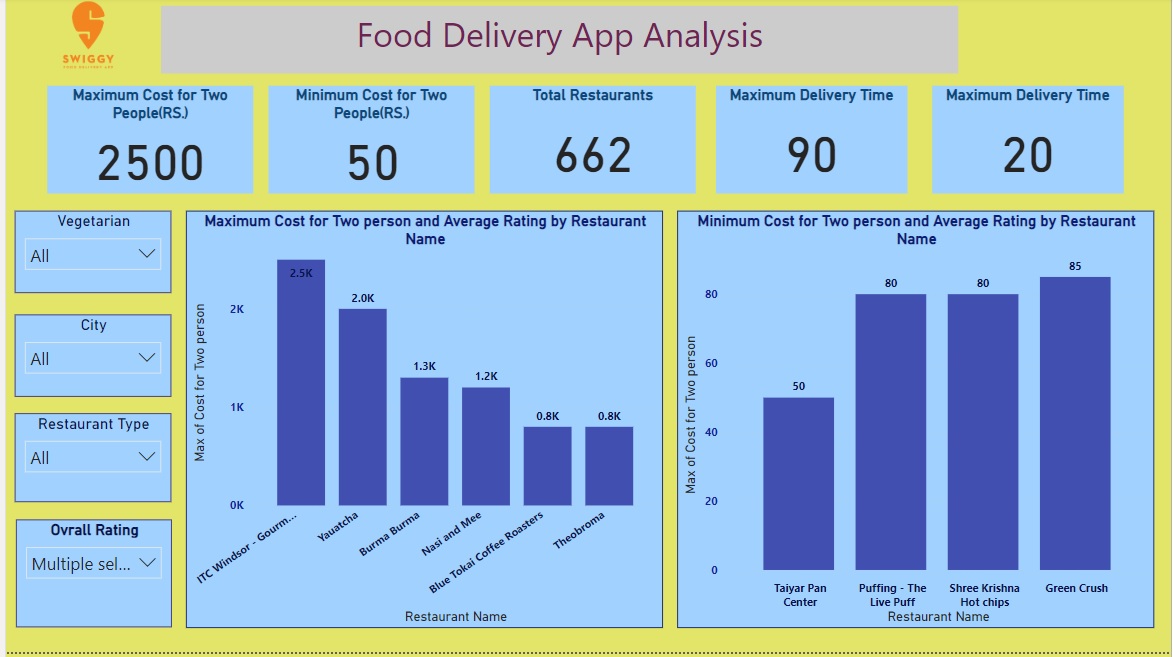 SWIGGY
FOOD DELIVERY APP
Food Delivery App Analysis
Maximum Cost for Two
People(RS.)
2500
Minimum Cost for Two
People(RS.)
50
Total Restaurants
662
Maximum Delivery Time
90
Maximum Delivery Time
20
Vegetarian
All
City
All
Restaurant Type
All
Ovrall Rating
Multiple sel...
Maximum Cost for Two person and Average Rating by Restaurant
Name
Max of Cost for Two person
2K
1K
0K
2.5K
2.0K
1.3K
1.2K
0.8K
0.8K
ITC Windsor - Gourm...
Yauatcha
Burma Burma
Nasi and Mee
Blue Tokai Coffee Roasters
Theobroma
Restaurant Name
Minimum Cost for Two person and Average Rating by Restaurant
Name
Max of Cost for Two person
80
60
40
20
0
50
80
80
85
Taiyar Pan
Center
Puffing - The
Live Puff
Shree Krishna
Hot chips
Green Crush
Restaurant Name